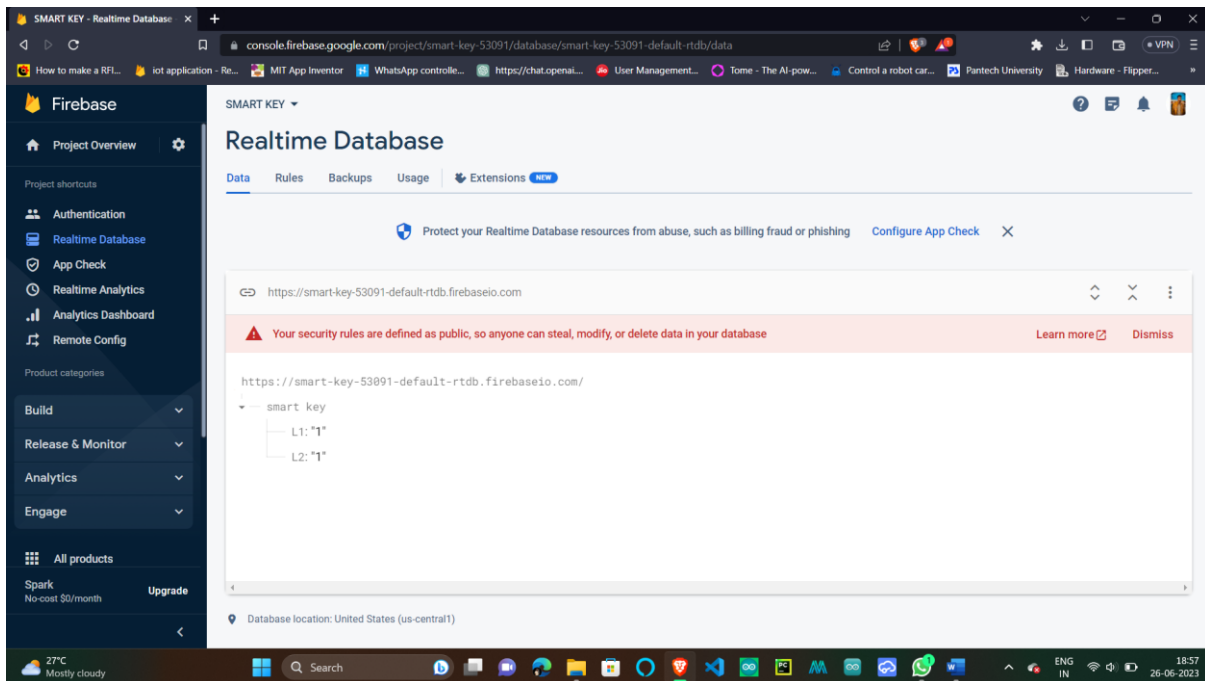 SMART KEY - Realtime Database
console.firebase.google.com/project/smart-key-53091/database/smart-key-53091-default-rtdb/data
VPN
How to make a RFI...
iot application - Re...
MIT App Inventor
WhatsApp controlle...
https://chat.openai....
User Management...
Tome - The AI-pow...
Control a robot car...
Pantech University
Hardware - Flipper...
Firebase
Project Overview
Project shortcuts
Authentication
Realtime Database
App Check
Realtime Analytics
Analytics Dashboard
Remote Config
Product categories
Build
Release & Monitor
Analytics
Engage
All products
Spark
No-cost $0/month
Upgrade
SMART KEY
Realtime Database
Data Rules Backups Usage Extensions NEW
Protect your Realtime Database resources from abuse, such as billing fraud or phishing Configure App Check
https://smart-key-53091-default-rtdb.firebaseio.com
Your security rules are defined as public, so anyone can steal, modify, or delete data in your database Learn more Dismiss
https://smart-key-53091-default-rtdb.firebaseio.com/
smart key
L1: "1"
L2: "1"
Database location: United States (us-central1)
27°C
Mostly cloudy
Search
ENG
IN
18:57
26-06-2023